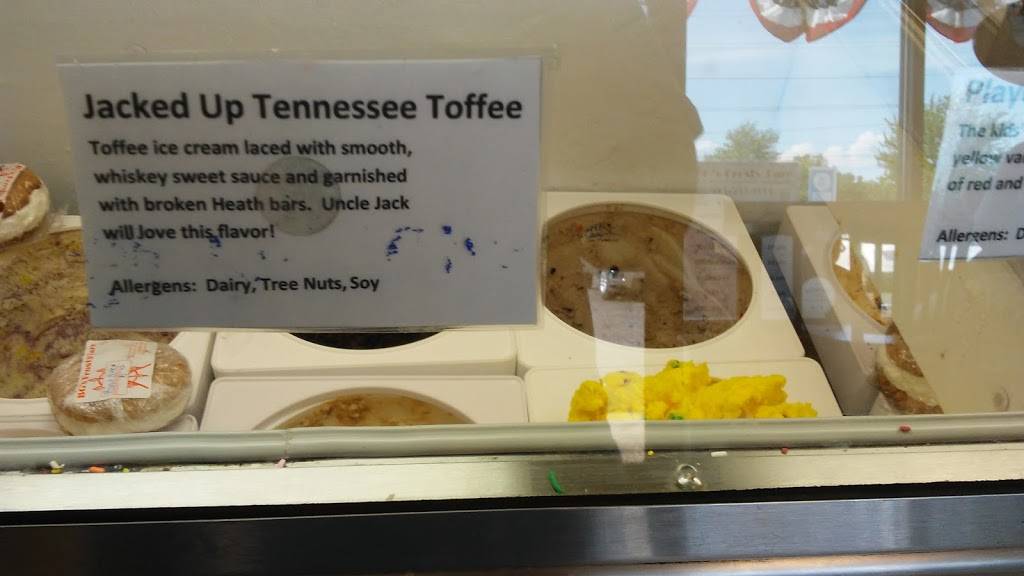 Jacked Up Tennessee Toffee
Toffee ice cream laced with smooth,
whiskey sweet sauce and garnished
with broken Heath bars. Uncle Jack
will love this flavor!
Allergens: Dairy, Tree Nuts, Soy
Play
The kids'
yellow va
of red and
Allergens: D